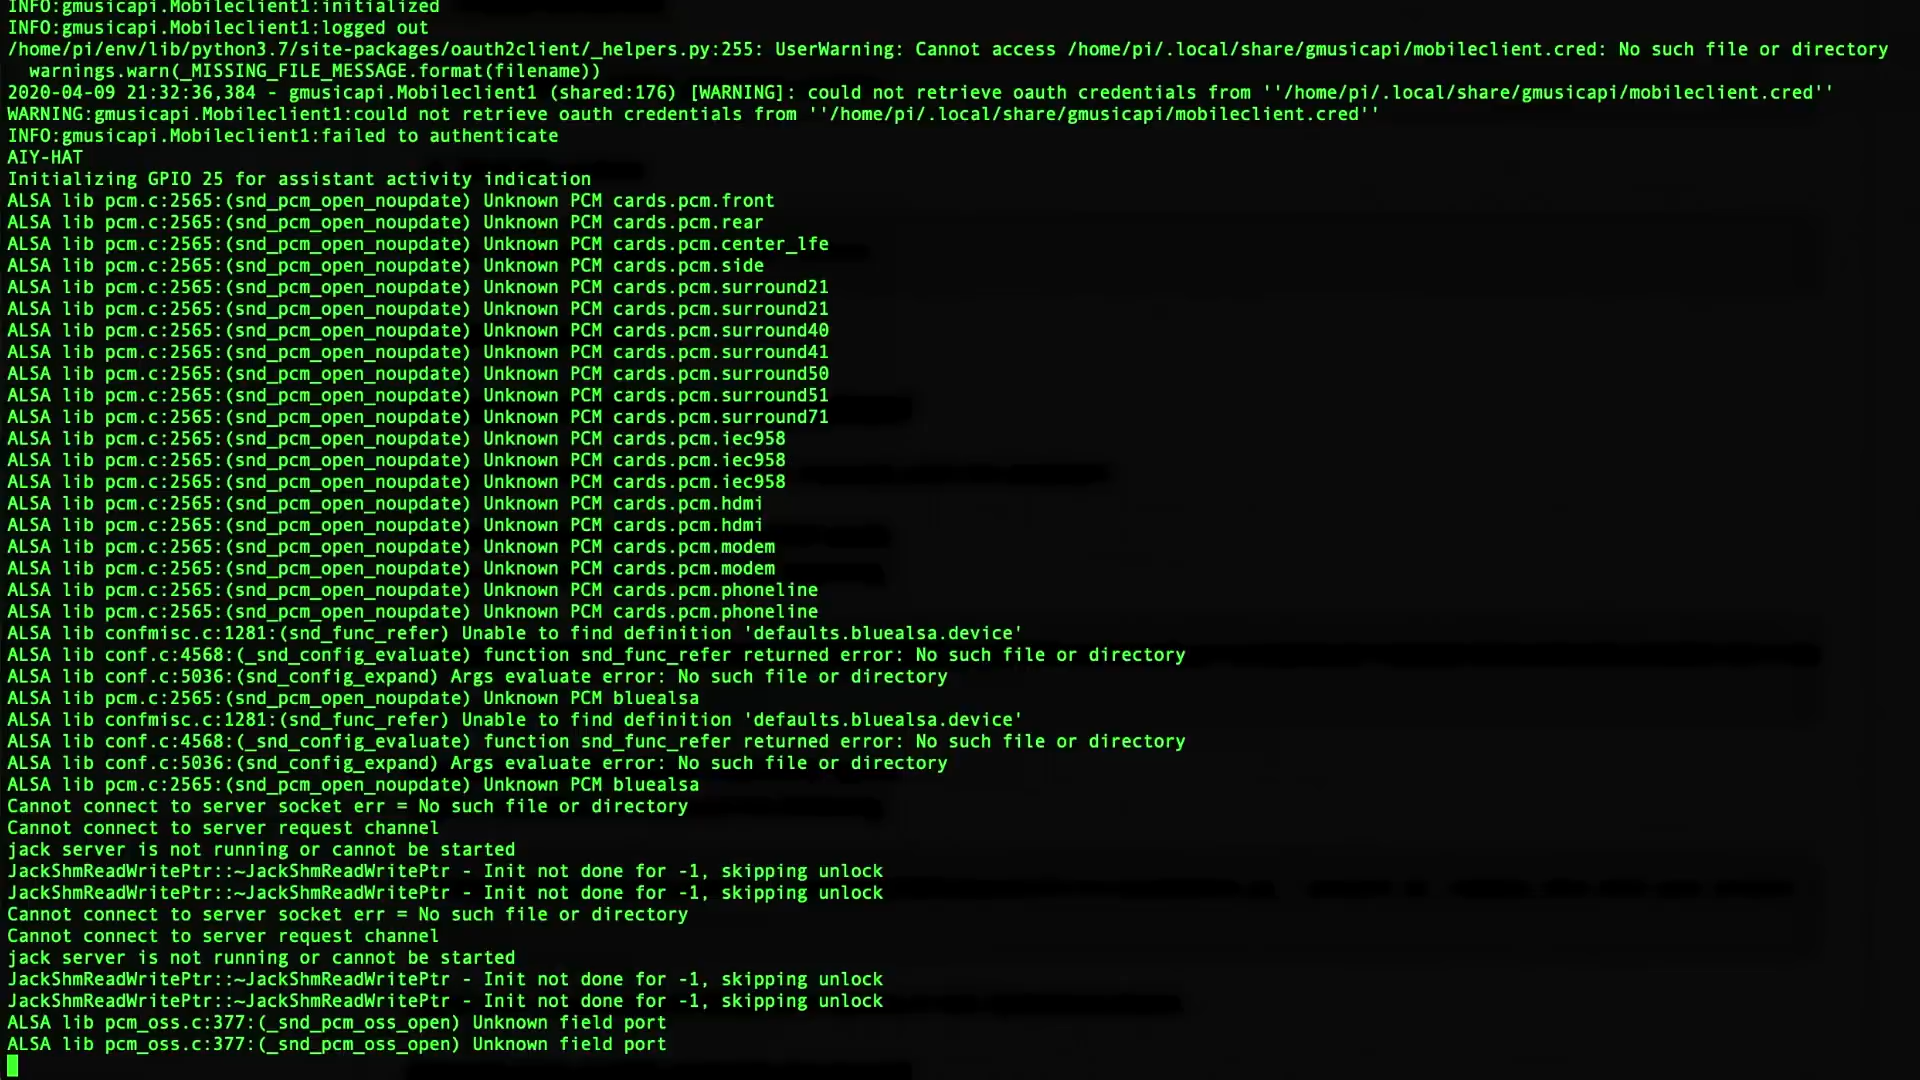 INFO:gmusicapi.Mobileclient1:initialized
INFO:gmusicapi.Mobileclient1:logged out
/home/pi/env/lib/python3.7/site-packages/oauth2client/_helpers.py:255: UserWarning: Cannot access /home/pi/.local/share/gmusicapi/mobileclient.cred: No such file or directory
  warnings.warn(_MISSING_FILE_MESSAGE.format(filename))
2020-04-09 21:32:36,384 - gmusicapi.Mobileclient1 (shared:176) [WARNING]: could not retrieve oauth credentials from ''/home/pi/.local/share/gmusicapi/mobileclient.cred''
WARNING:gmusicapi.Mobileclient1:could not retrieve oauth credentials from ''/home/pi/.local/share/gmusicapi/mobileclient.cred''
INFO:gmusicapi.Mobileclient1:failed to authenticate
AIY-HAT
Initializing GPIO 25 for assistant activity indication
ALSA lib pcm.c:2565:(snd_pcm_open_noupdate) Unknown PCM cards.pcm.front
ALSA lib pcm.c:2565:(snd_pcm_open_noupdate) Unknown PCM cards.pcm.rear
ALSA lib pcm.c:2565:(snd_pcm_open_noupdate) Unknown PCM cards.pcm.center_lfe
ALSA lib pcm.c:2565:(snd_pcm_open_noupdate) Unknown PCM cards.pcm.side
ALSA lib pcm.c:2565:(snd_pcm_open_noupdate) Unknown PCM cards.pcm.surround21
ALSA lib pcm.c:2565:(snd_pcm_open_noupdate) Unknown PCM cards.pcm.surround21
ALSA lib pcm.c:2565:(snd_pcm_open_noupdate) Unknown PCM cards.pcm.surround40
ALSA lib pcm.c:2565:(snd_pcm_open_noupdate) Unknown PCM cards.pcm.surround41
ALSA lib pcm.c:2565:(snd_pcm_open_noupdate) Unknown PCM cards.pcm.surround50
ALSA lib pcm.c:2565:(snd_pcm_open_noupdate) Unknown PCM cards.pcm.surround51
ALSA lib pcm.c:2565:(snd_pcm_open_noupdate) Unknown PCM cards.pcm.surround71
ALSA lib pcm.c:2565:(snd_pcm_open_noupdate) Unknown PCM cards.pcm.iec958
ALSA lib pcm.c:2565:(snd_pcm_open_noupdate) Unknown PCM cards.pcm.iec958
ALSA lib pcm.c:2565:(snd_pcm_open_noupdate) Unknown PCM cards.pcm.iec958
ALSA lib pcm.c:2565:(snd_pcm_open_noupdate) Unknown PCM cards.pcm.hdmi
ALSA lib pcm.c:2565:(snd_pcm_open_noupdate) Unknown PCM cards.pcm.hdmi
ALSA lib pcm.c:2565:(snd_pcm_open_noupdate) Unknown PCM cards.pcm.modem
ALSA lib pcm.c:2565:(snd_pcm_open_noupdate) Unknown PCM cards.pcm.modem
ALSA lib pcm.c:2565:(snd_pcm_open_noupdate) Unknown PCM cards.pcm.phoneline
ALSA lib pcm.c:2565:(snd_pcm_open_noupdate) Unknown PCM cards.pcm.phoneline
ALSA lib confmisc.c:1281:(snd_func_refer) Unable to find definition 'defaults.bluealsa.device'
ALSA lib conf.c:4568:(_snd_config_evaluate) function snd_func_refer returned error: No such file or directory
ALSA lib conf.c:5036:(snd_config_expand) Args evaluate error: No such file or directory
ALSA lib pcm.c:2565:(snd_pcm_open_noupdate) Unknown PCM bluealsa
ALSA lib confmisc.c:1281:(snd_func_refer) Unable to find definition 'defaults.bluealsa.device'
ALSA lib conf.c:4568:(_snd_config_evaluate) function snd_func_refer returned error: No such file or directory
ALSA lib conf.c:5036:(snd_config_expand) Args evaluate error: No such file or directory
ALSA lib pcm.c:2565:(snd_pcm_open_noupdate) Unknown PCM bluealsa
Cannot connect to server socket err = No such file or directory
Cannot connect to server request channel
jack server is not running or cannot be started
JackShmReadWritePtr::~JackShmReadWritePtr - Init not done for -1, skipping unlock
JackShmReadWritePtr::~JackShmReadWritePtr - Init not done for -1, skipping unlock
Cannot connect to server socket err = No such file or directory
Cannot connect to server request channel
jack server is not running or cannot be started
JackShmReadWritePtr::~JackShmReadWritePtr - Init not done for -1, skipping unlock
JackShmReadWritePtr::~JackShmReadWritePtr - Init not done for -1, skipping unlock
ALSA lib pcm_oss.c:377:(_snd_pcm_oss_open) Unknown field port
ALSA lib pcm_oss.c:377:(_snd_pcm_oss_open) Unknown field port